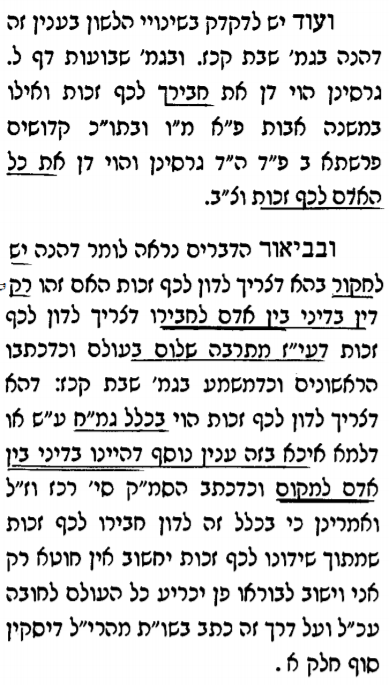 ועוד יש לדקדק בשינויי הלשון בענין זה
דהנה בגמ׳ שבת קכז. ובגמ׳ שבועות דף ל.
גרסינן הוי דן את חבירך לכף זכות ואילו
במשנה אבות פ״א מ״ו ובתו״כ קדושים
פרשתא ב פ״ד ה״ד גרסינן והוי דן את כל
האדם לכף זכות וצ״ב.
ובביאור הדברים נראה לומר דהנה יש
לחקור בהא דצריך לדון לכף זכות האם זהו רק
דין בדיני בין אדם לחבירו דצריך לדון לכף
זכות דעי״ז מתרבה שלום בעולם וכדכתבו
הראשונים וכדמשמע בגמ׳ שבת קכז: דהא
דצריך לדון לכף זכות הוי בכלל גמ״ח ע״ש או
דלמא איכא בזה ענין נוסף דהיינו בדיני בין
אדם למקום וכדכתב הסמ״ק סי׳ רכז וז״ל
ואמרינן כי בכלל זה לדון חבירו לכף זכות
שמתוך שידונו לכף זכות יחשוב אין חוטא רק
אני וישוב לבוראו פן יכריע כל העולם לחובה
עכ״ל ועל דרך זה כתב בשו״ת מהרי״ל דיסקין
סוף חלק א.